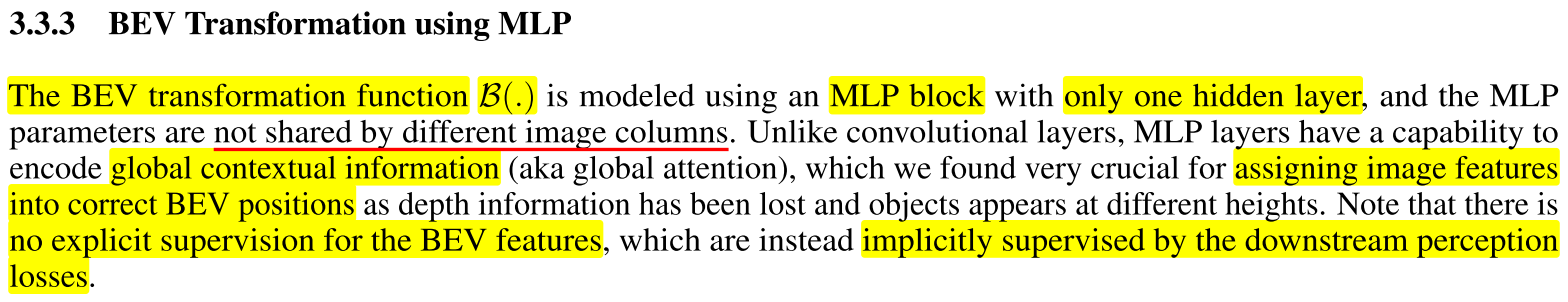 3.3.3 BEV Transformation using MLP
The BEV transformation function ℬ(.) is modeled using an MLP block with only one hidden layer, and the MLP
parameters are not shared by different image columns. Unlike convolutional layers, MLP layers have a capability to
encode global contextual information (aka global attention), which we found very crucial for assigning image features
into correct BEV positions as depth information has been lost and objects appears at different heights. Note that there is
no explicit supervision for the BEV features, which are instead implicitly supervised by the downstream perception
losses.